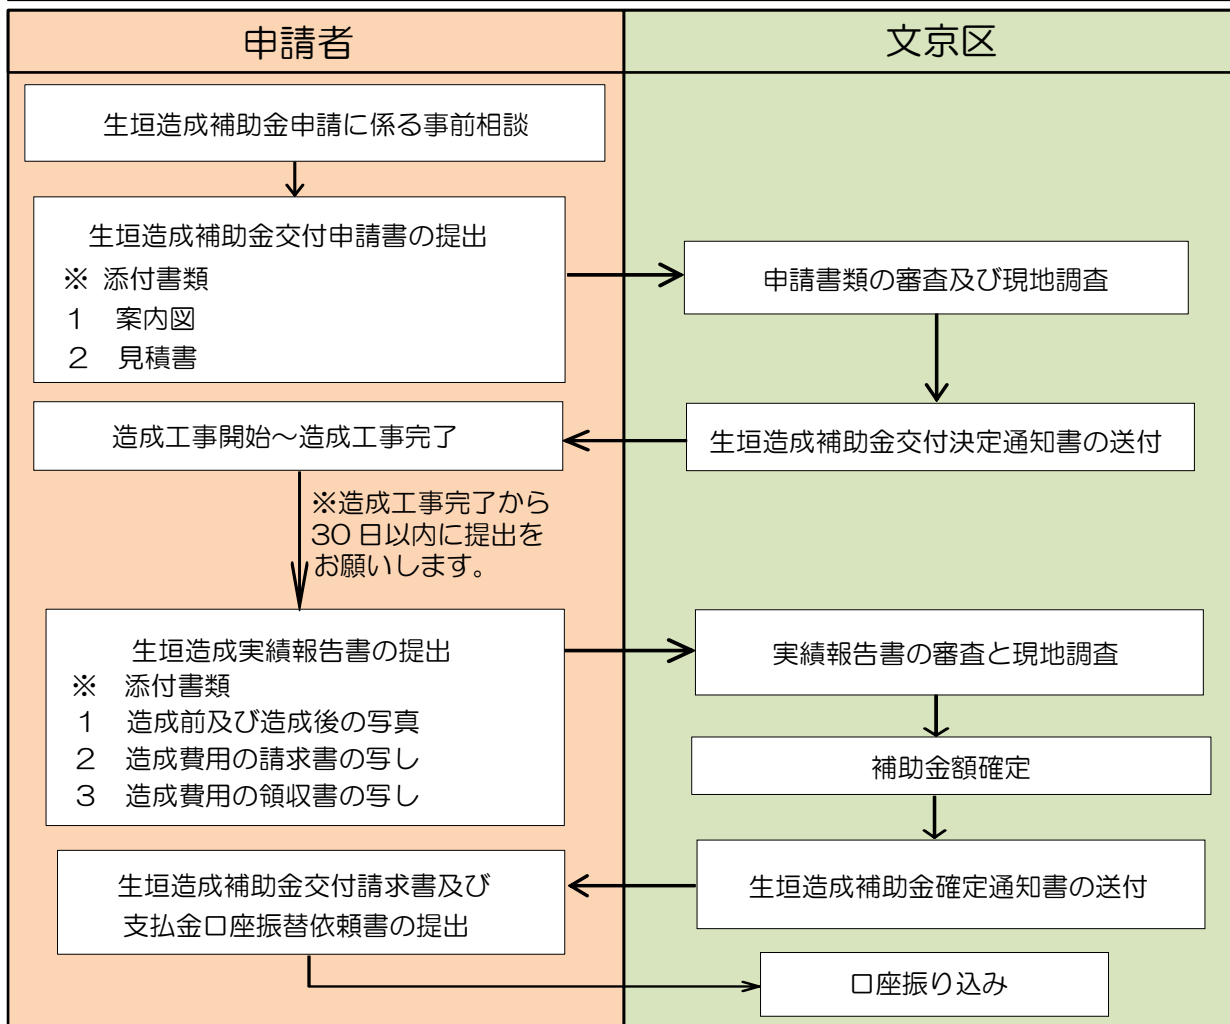 申請者
文京区
生垣造成補助金申請に係る事前相談
生垣造成補助金交付申請書の提出
※ 添付書類
1 案内図
2 見積書
申請書類の審査及び現地調査
生垣造成補助金交付決定通知書の送付
造成工事開始～造成工事完了
※造成工事完了から
30日以内に提出を
お願いします。
生垣造成実績報告書の提出
※ 添付書類
1 造成前及び造成後の写真
2 造成費用の請求書の写し
3 造成費用の領収書の写し
実績報告書の審査と現地調査
補助金額確定
生垣造成補助金確定通知書の送付
生垣造成補助金交付請求書及び
支払金口座振替依頼書の提出
口座振り込み